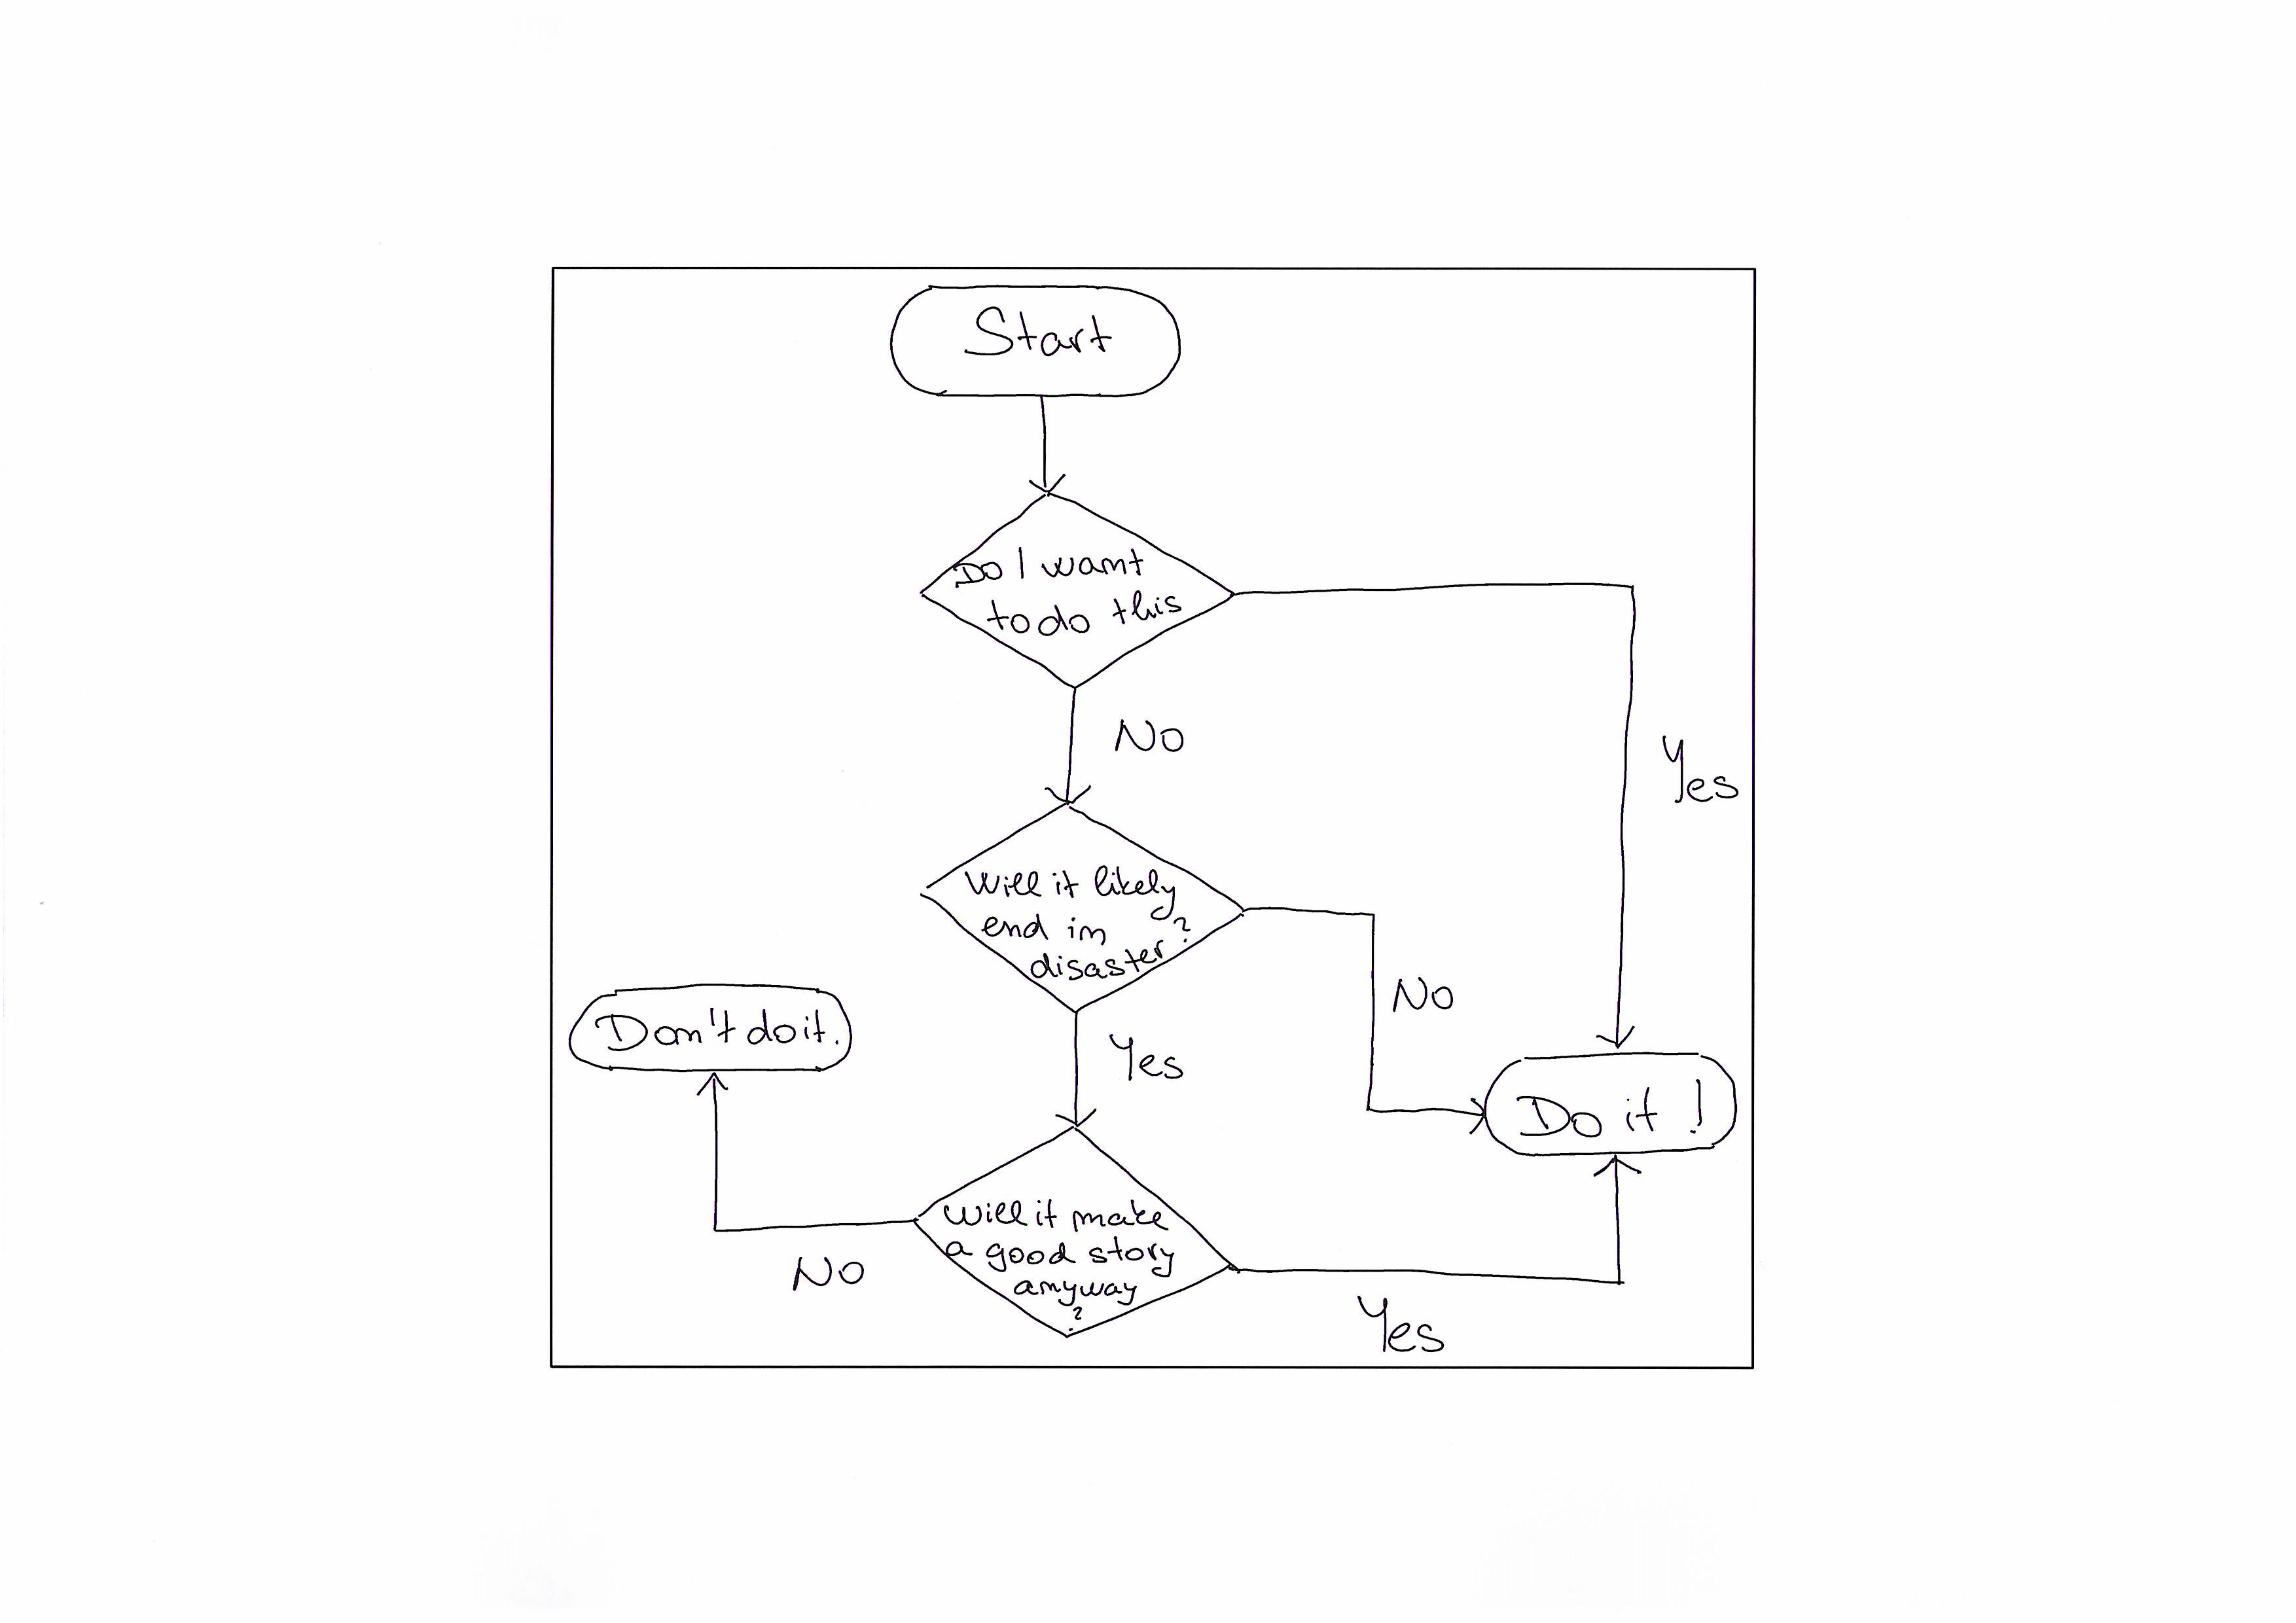 Start
Do I want
to do this
No
Yes
Will it likely
end in
disaster?
No
Yes
Don't do it.
Do it!
Will it make
a good story
anyway
?
No
Yes